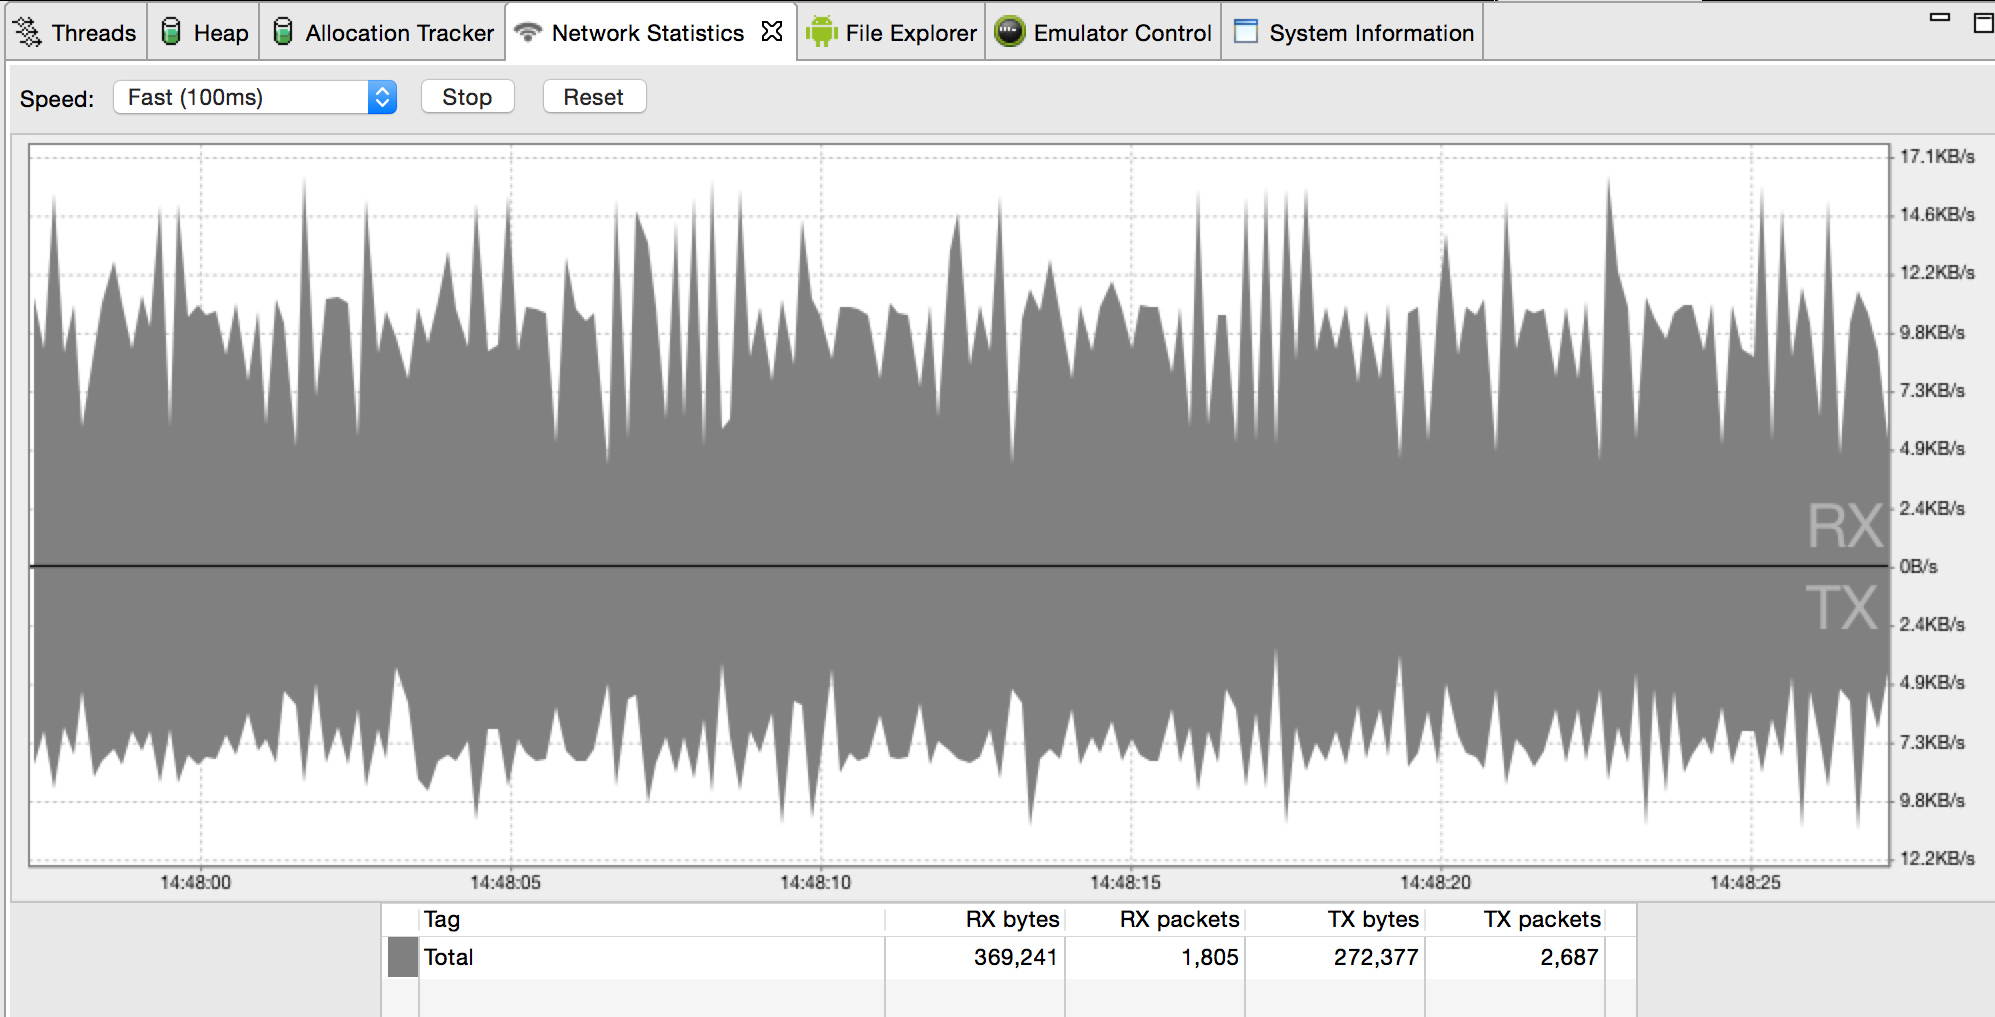 Threads Heap Allocation Tracker Network Statistics File Explorer Emulator Control System Information
Speed: Fast (100ms) Stop Reset
17.1KB/s
14.6KB/s
12.2KB/s
9.8KB/s
7.3KB/s
4.9KB/s
2.4KB/s
RX
0B/s
TX
2.4KB/s
4.9KB/s
7.3KB/s
9.8KB/s
12.2KB/s
14:48:00 14:48:05 14:48:10 14:48:15 14:48:20 14:48:25
Tag RX bytes RX packets TX bytes TX packets
Total 369,241 1,805 272,377 2,687